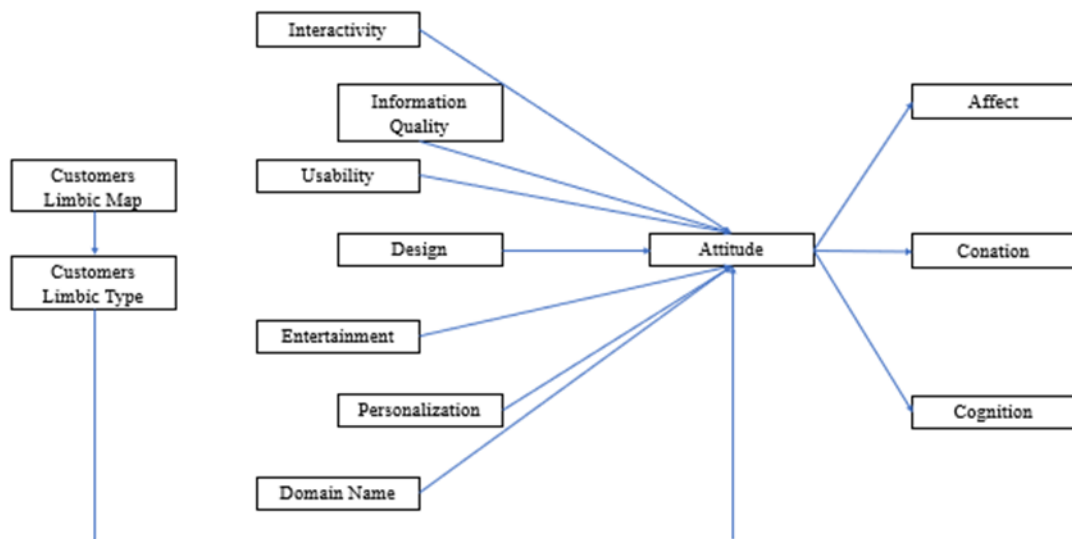 Interactivity
Information
Quality
Affect
Customers
Limbic Map
Usability
Design
Attitude
Conation
Customers
Limbic Type
Entertainment
Personalization
Cognition
Domain Name